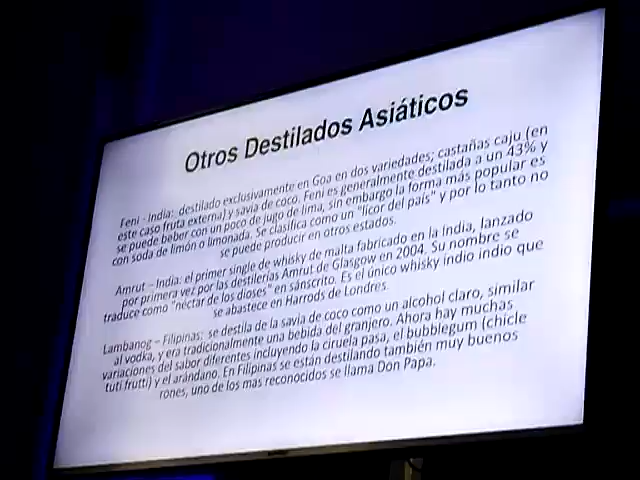 Otros Destilados Asiáticos
Feni - India: destilado exclusivamente en Goa en dos variedades; castañas caju (en
este caso fruta externa) y savia de coco. Feni es generalmente destilada a un 43% y
se puede beber con un poco de jugo de lima, sin embargo la forma más popular es
con soda de limón o limonada. Se clasifica como un "licor del país" y por lo tanto no
se puede producir en otros estados.
Amrut – India: el primer single de whisky de malta fabricado en la India, lanzado
por primera vez por las destilerías Amrut de Glasgow en 2004. Su nombre se
traduce como "néctar de los dioses" en sánscrito. Es el único whisky indio indio que
se abastece en Harrods de Londres.
Lambanog – Filipinas: se destila de la savia de coco como un alcohol claro, similar
al vodka, y era tradicionalmente una bebida del granjero. Ahora hay muchas
variaciones del sabor diferentes incluyendo la ciruela pasa, el bubblegum (chicle
tuti frutti) y el arándano. En Filipinas se están destilando también muy buenos
rones, uno de los mas reconocidos se llama Don Papa.